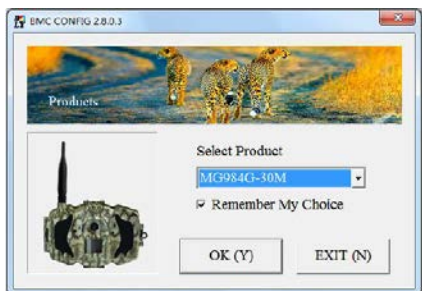 BMC CONFIG 2.8.0.3
Products
Select Product
MG984G-30M
Remember My Choice
OK (Y)
EXIT (N)